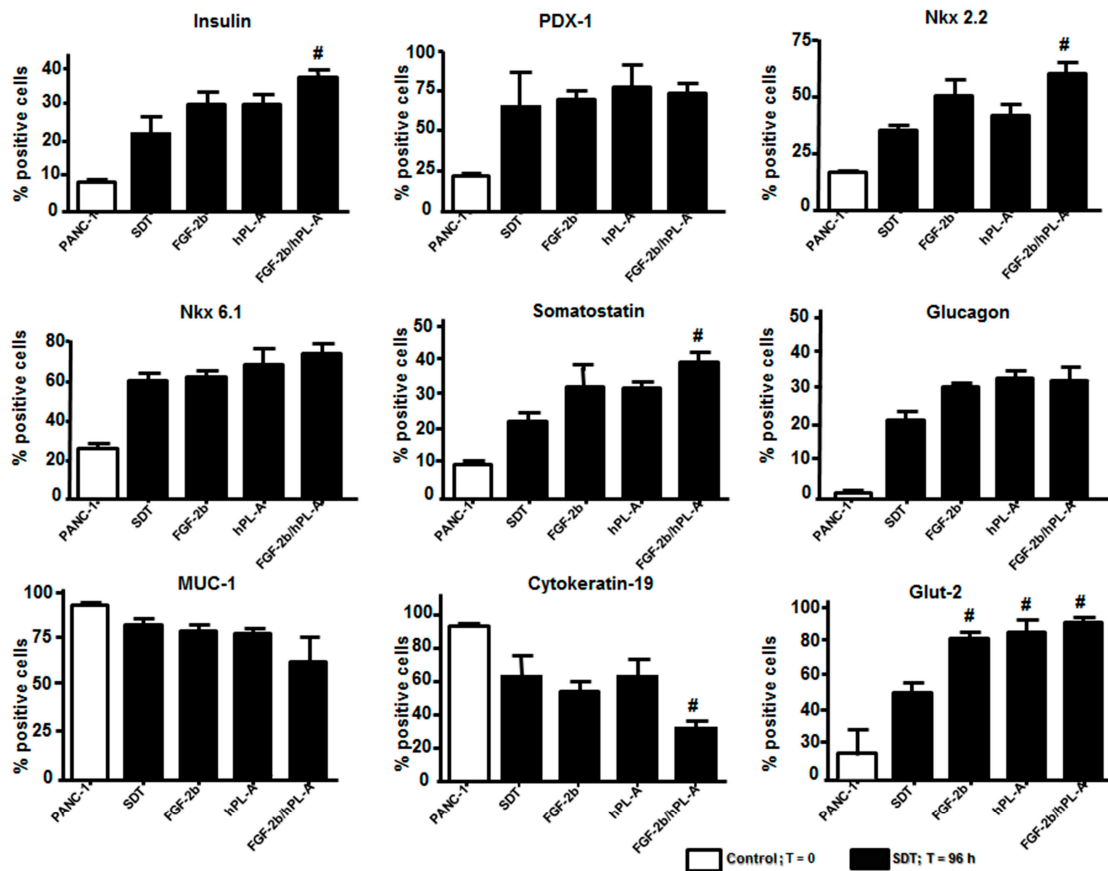 Insulin
% positive cells
40
30
20
10
0
PANC-1
SDT
FGF-2b
hPL-A
FGF-2b/hPL-A
#
PDX-1
% positive cells
100
75
50
25
0
PANC-1
SDT
FGF-2b
hPL-A
FGF-2b/hPL-A
Nkx 2.2
% positive cells
75
50
25
0
PANC-1
SDT
FGF-2b
hPL-A
FGF-2b/hPL-A
#
Nkx 6.1
% positive cells
80
60
40
20
0
PANC-1
SDT
FGF-2b
hPL-A
FGF-2b/hPL-A
Somatostatin
% positive cells
50
40
30
20
10
0
PANC-1
SDT
FGF-2b
hPL-A
FGF-2b/hPL-A
#
Glucagon
% positive cells
50
40
30
20
10
0
PANC-1
SDT
FGF-2b
hPL-A
FGF-2b/hPL-A
MUC-1
% positive cells
100
75
50
25
0
PANC-1
SDT
FGF-2b
hPL-A
FGF-2b/hPL-A
Cytokeratin-19
% positive cells
100
80
60
40
20
0
PANC-1
SDT
FGF-2b
hPL-A
FGF-2b/hPL-A
#
Glut-2
% positive cells
100
80
60
40
30
0
PANC-1
SDT
FGF-2b
hPL-A
FGF-2b/hPL-A
# # #
Control; T = 0 SDT; T = 96 h